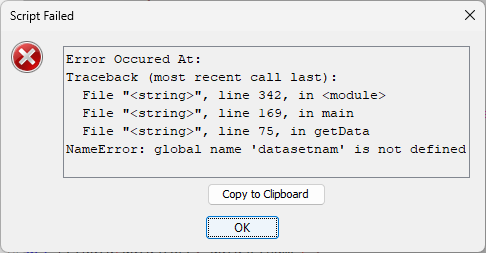 Script Failed
Error Occured At:
Traceback (most recent call last):
  File "<string>", line 342, in <module>
  File "<string>", line 169, in main
  File "<string>", line 75, in getData
NameError: global name 'datasetnam' is not defined
Copy to Clipboard
OK